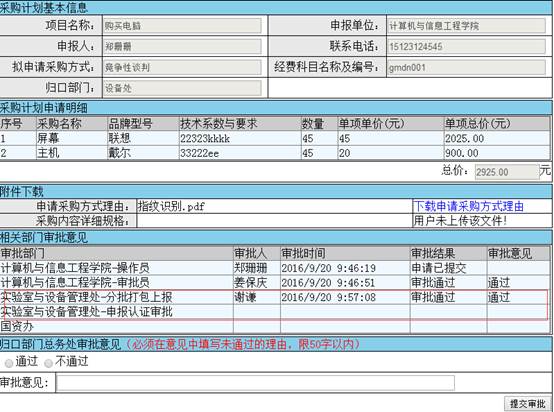 采购计划基本信息
项目名称： 购买电脑 申报单位： 计算机与信息工程学院
申报人： 郑珊珊 联系电话： 15123124545
拟申请采购方式： 竞争性谈判 经费科目名称及编号： gmdn001
归口部门： 设备处
采购计划申请明细
序号 采购名称 品牌型号 技术系数与要求 数量 单项单价(元) 单项总价(元)
1 屏幕 联想 22323kkkk 45 45 2025.00
2 主机 戴尔 33222ee 45 20 900.00
总价： 2925.00 元
附件下载
申请采购方式理由： 指纹识别.pdf 下载申请采购方式理由
采购内容详细规格： 用户未上传该文件!
相关部门审批意见
审批部门 审批人 审批时间 审批结果 审批意见
计算机与信息工程学院-操作员 郑珊珊 2016/9/20 9:46:19 申请已提交
计算机与信息工程学院-审批员 姜保庆 2016/9/20 9:46:51 审批通过 通过
实验室与设备管理处-分批打包上报 谢谦 2016/9/20 9:57:08 审批通过 通过
实验室与设备管理处-申报认证审批
国资办
归口部门总务处审批意见（必须在意见中填写未通过的理由，限50字以内）
通过 不通过
审批意见：
提交审批